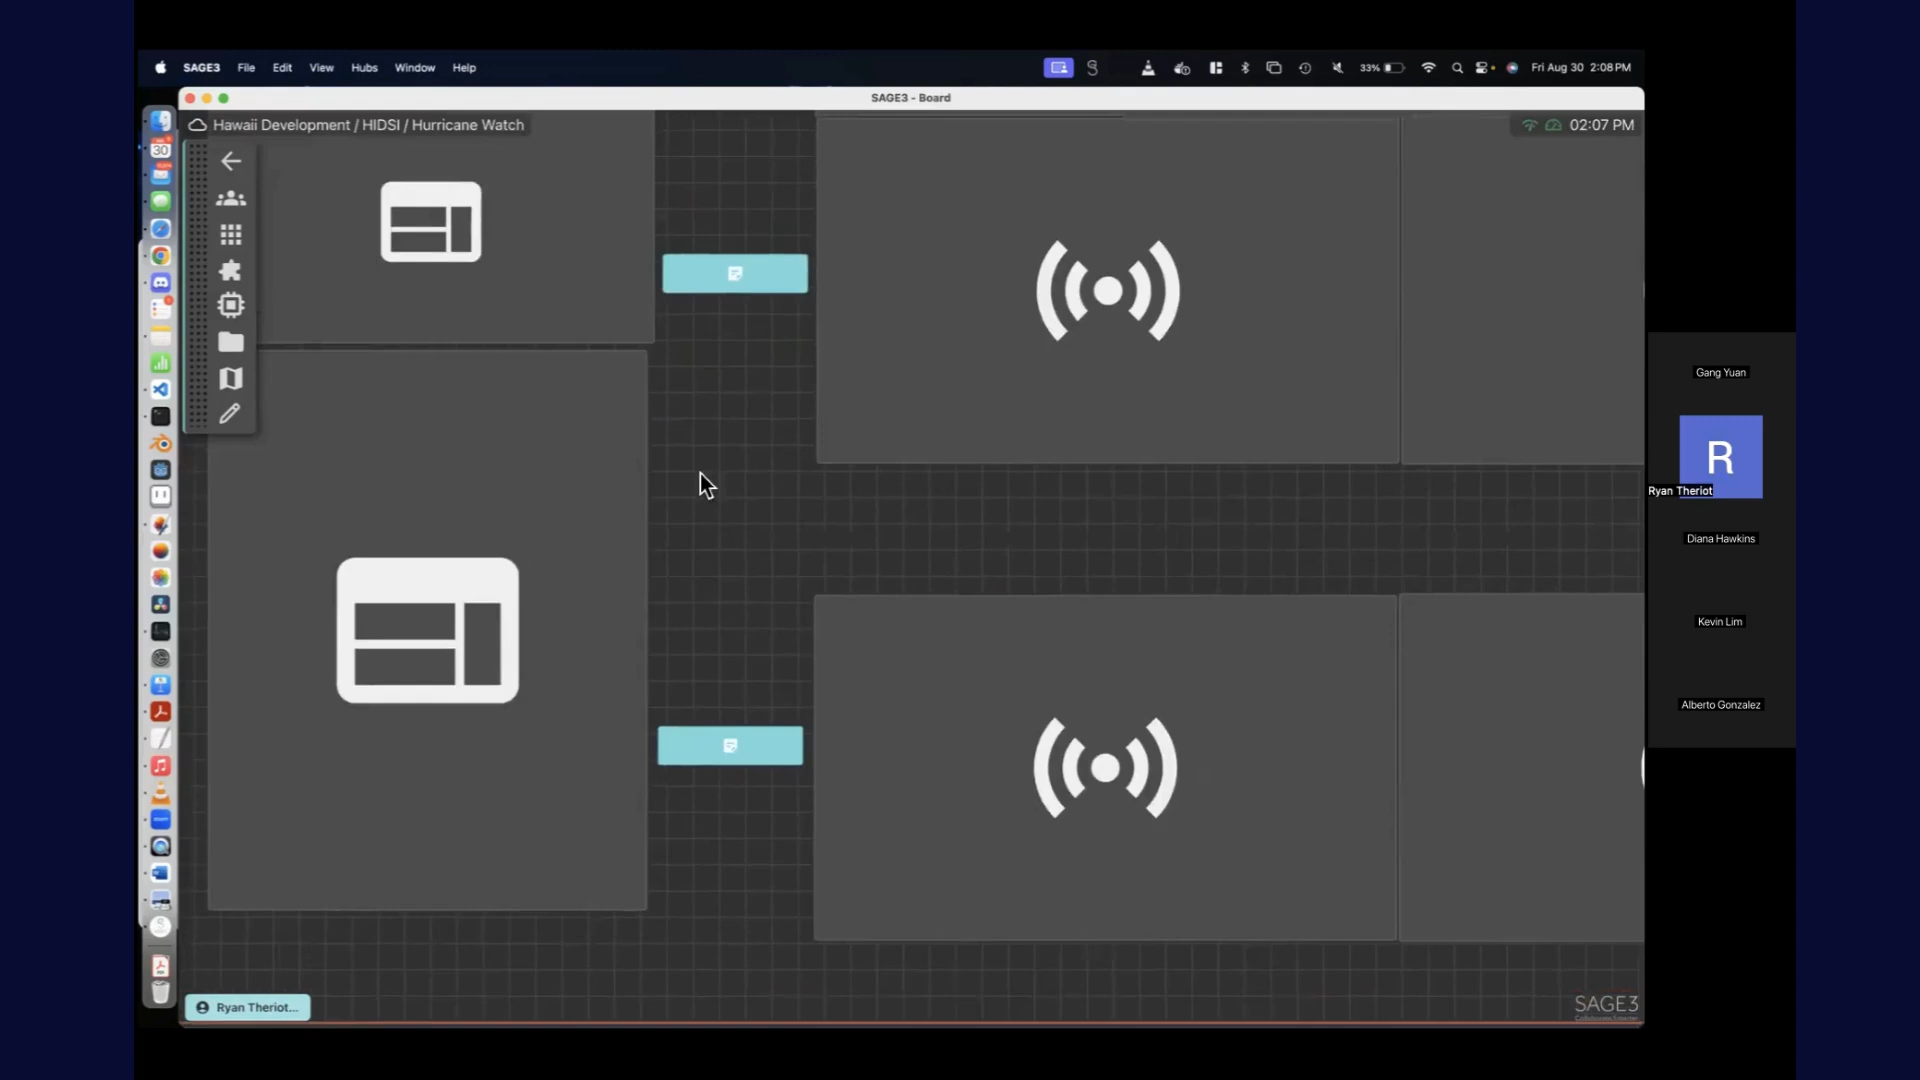 SAGE3 File Edit View Hubs Window Help
33%
Fri Aug 30 2:08 PM
SAGE3 - Board
Hawaii Development / HIDSI / Hurricane Watch
02:07 PM
30
Gang Yuan
R
Ryan Theriot
Diana Hawkins
Kevin Lim
Alberto Gonzalez
Ryan Theriot...
SAGE3